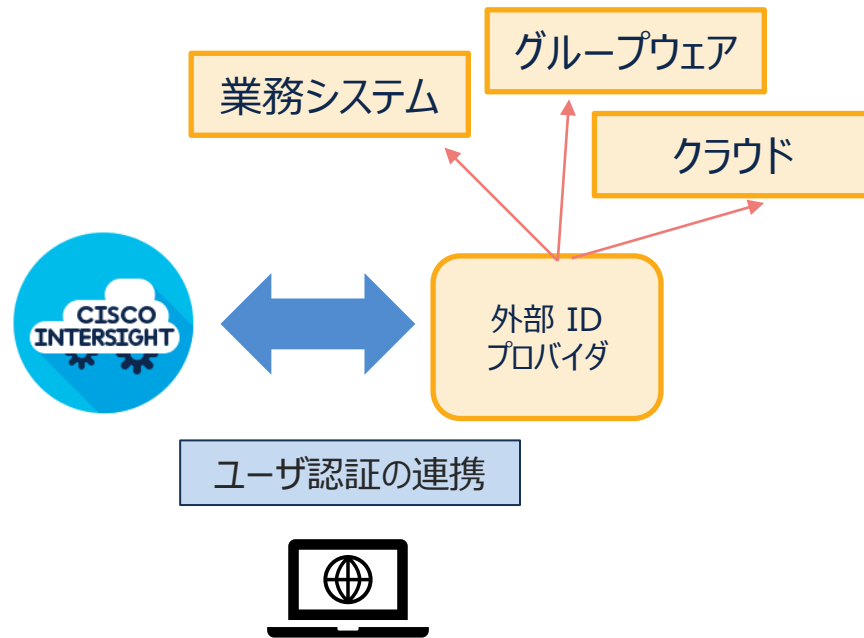 グループウェア
業務システム
クラウド
CISCO
INTERSIGHT
外部 ID
プロバイダ
ユーザ認証の連携